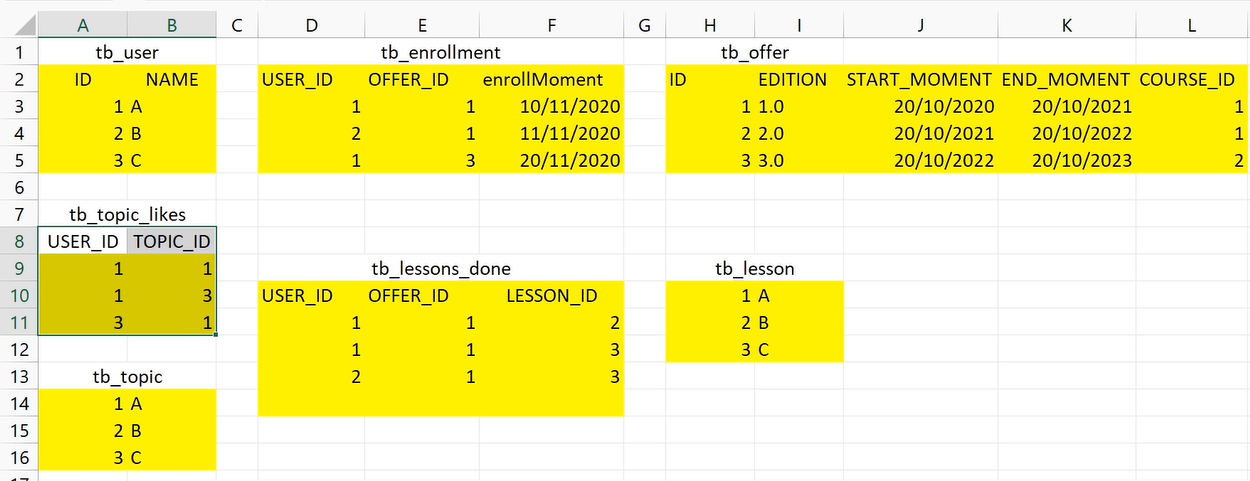 A B C D E F G H I J K L
1 tb_user tb_enrollment tb_offer
2 ID NAME USER_ID OFFER_ID enrollMoment ID EDITION START_MOMENT END_MOMENT COURSE_ID
3 1 A 1 1 10/11/2020 1 1.0 20/10/2020 20/10/2021 1
4 2 B 2 1 11/11/2020 2 2.0 20/10/2021 20/10/2022 1
5 3 C 1 3 20/11/2020 3 3.0 20/10/2022 20/10/2023 2
6
7 tb_topic_likes
8 USER_ID TOPIC_ID
9 1 1 tb_lessons_done tb_lesson
10 1 3 USER_ID OFFER_ID LESSON_ID 1 A
11 3 1 1 1 2 2 B
12 1 1 3 3 C
13 tb_topic 2 1 3
14 1 A
15 2 B
16 3 C